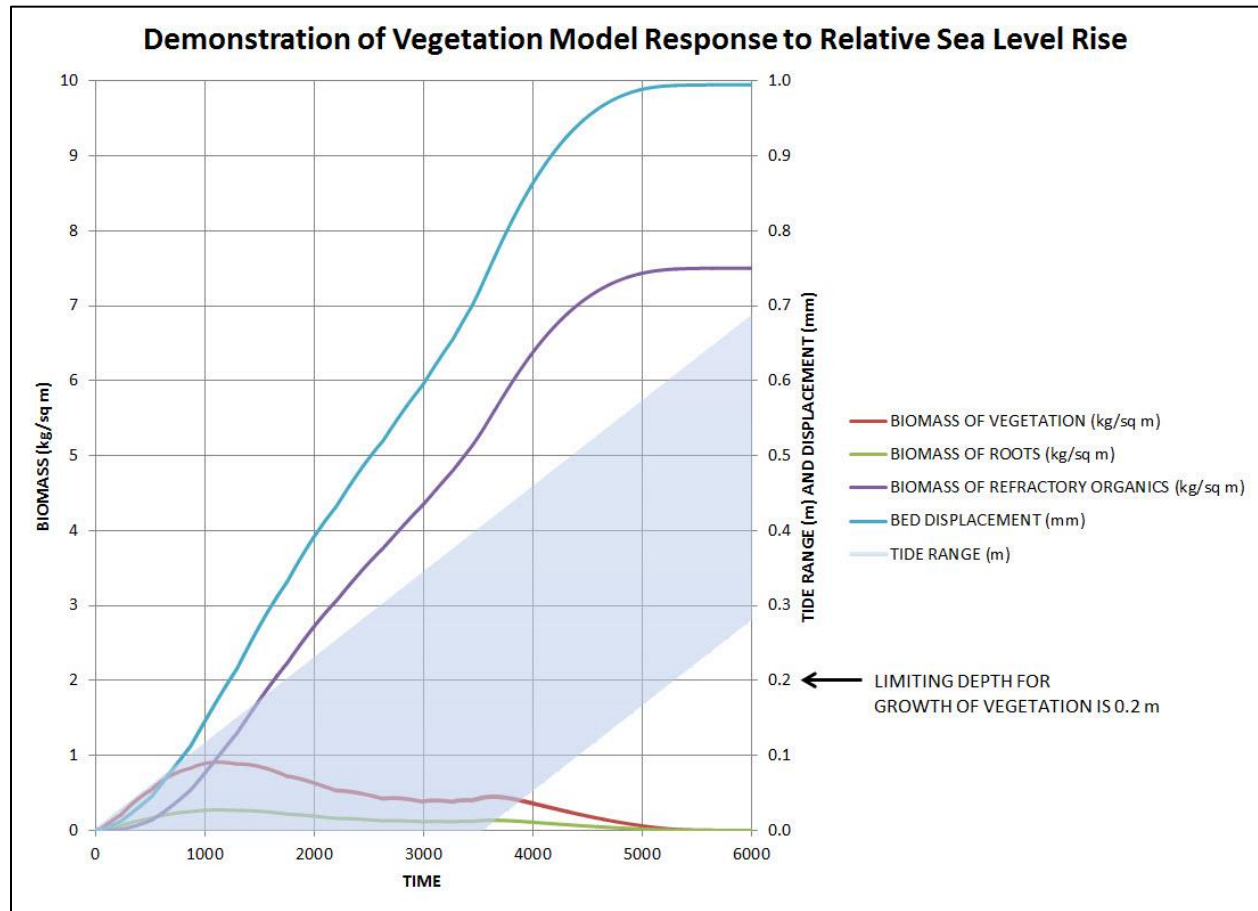 Demonstration of Vegetation Model Response to Relative Sea Level Rise
10
9
8
7
6
5
4
3
2
1
0
BIOMASS (kg/sq m)
1.0
0.9
0.8
0.7
0.6
0.5
0.4
0.3
0.2
0.1
0.0
TIDE RANGE (m) AND DISPLACEMENT (mm)
BIOMASS OF VEGETATION (kg/sq m)
BIOMASS OF ROOTS (kg/sq m)
BIOMASS OF REFRACTORY ORGANICS (kg/sq m)
BED DISPLACEMENT (mm)
TIDE RANGE (m)
LIMITING DEPTH FOR
GROWTH OF VEGETATION IS 0.2 m
0 1000 2000 3000 4000 5000 6000
TIME